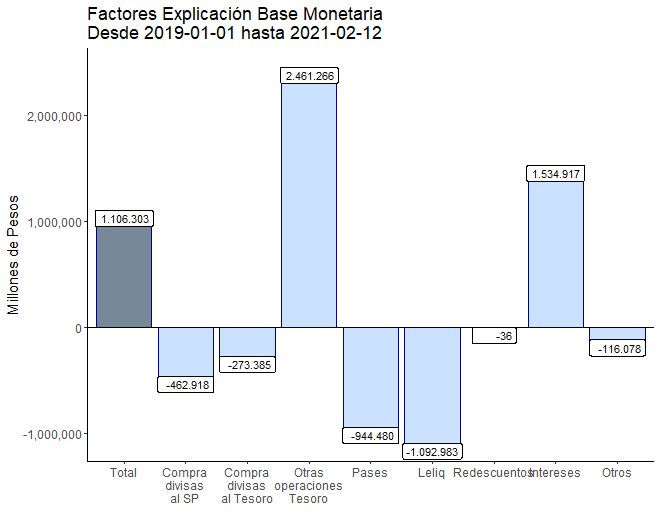 Factores Explicación Base Monetaria
Desde 2019-01-01 hasta 2021-02-12
Millones de Pesos
2,000,000
1,000,000
0
-1,000,000
1.106.303
-462.918
-273.385
2.461.266
-944.480
-1.092.983
-36
1.534.917
-116.078
Total
Compra
divisas
al SP
Compra
divisas
al Tesoro
Otras
operaciones
Tesoro
Pases
Leliq
Redescuentos
Intereses
Otros